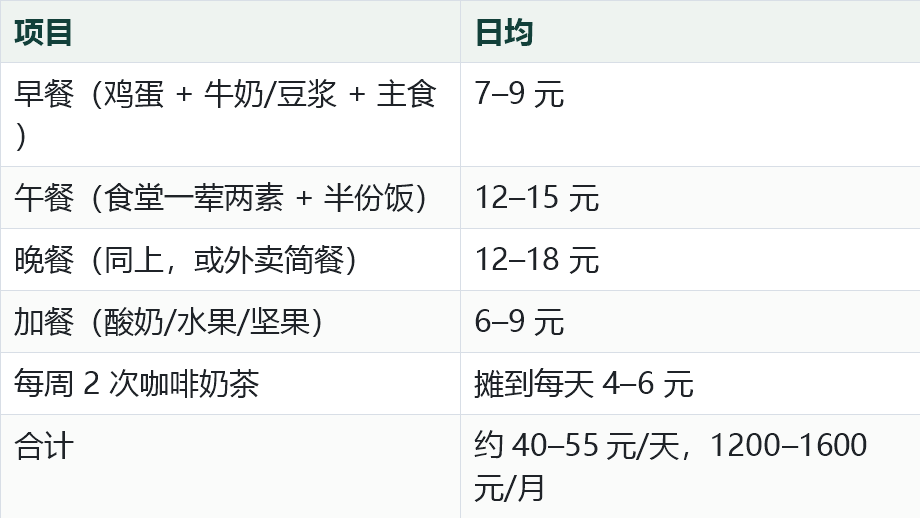 项目
日均
早餐（鸡蛋 + 牛奶/豆浆 + 主食
）
7–9 元
午餐（食堂一荤两素 + 半份饭）
12–15 元
晚餐（同上，或外卖简餐）
12–18 元
加餐（酸奶/水果/坚果）
6–9 元
每周 2 次咖啡奶茶
摊到每天 4–6 元
合计
约 40–55 元/天，1200–1600
元/月